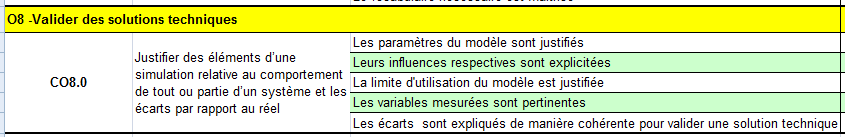 O8 -Valider des solutions techniques
CO8.0
Justifier des éléments d'une
simulation relative au comportement
de tout ou partie d'un système et les
écarts par rapport au réel
Les paramètres du modèle sont justifiés
Leurs influences respectives sont explicitées
La limite d'utilisation du modèle est justifiée
Les variables mesurées sont pertinentes
Les écarts  sont expliqués de manière cohérente pour valider une solution technique